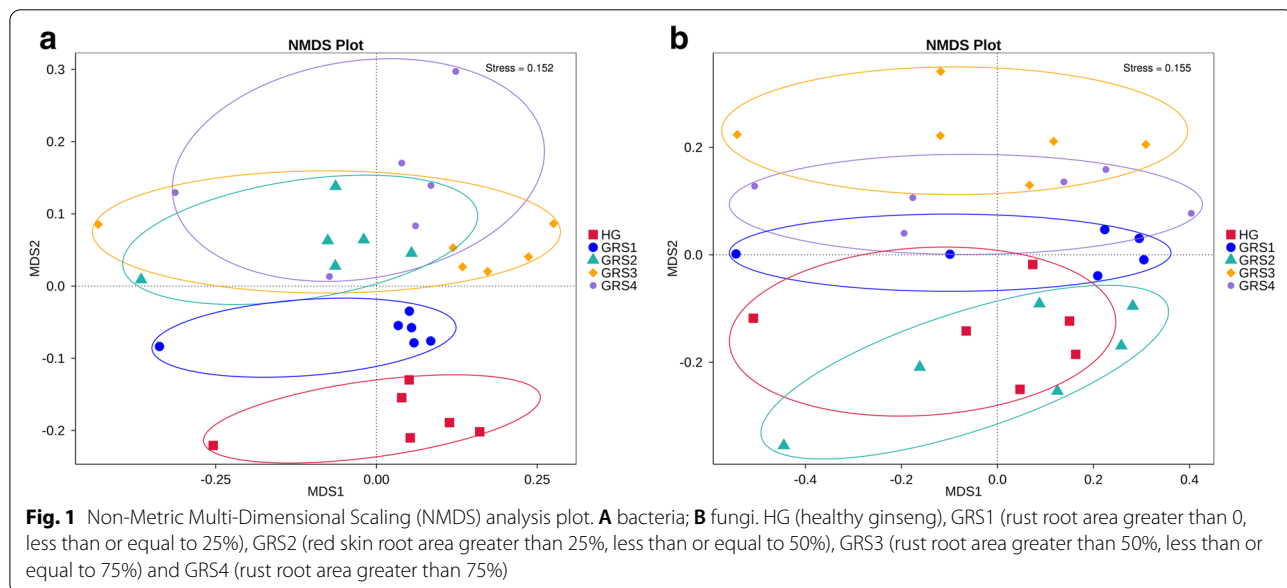 a
NMDS Plot
Stress = 0.152
0.3
0.2
0.1
0.0
-0.1
-0.2
MDS2
-0.25
0.00
0.25
MDS1
HG
GRS1
GRS2
GRS3
GRS4
b
NMDS Plot
Stress = 0.155
0.2
0.0
-0.2
MDS2
-0.4
-0.2
0.0
0.2
0.4
MDS1
HG
GRS1
GRS2
GRS3
GRS4
Fig. 1 Non-Metric Multi-Dimensional Scaling (NMDS) analysis plot. A bacteria; B fungi. HG (healthy ginseng), GRS1 (rust root area greater than 0,
less than or equal to 25%), GRS2 (red skin root area greater than 25%, less than or equal to 50%), GRS3 (rust root area greater than 50%, less than or
equal to 75%) and GRS4 (rust root area greater than 75%)